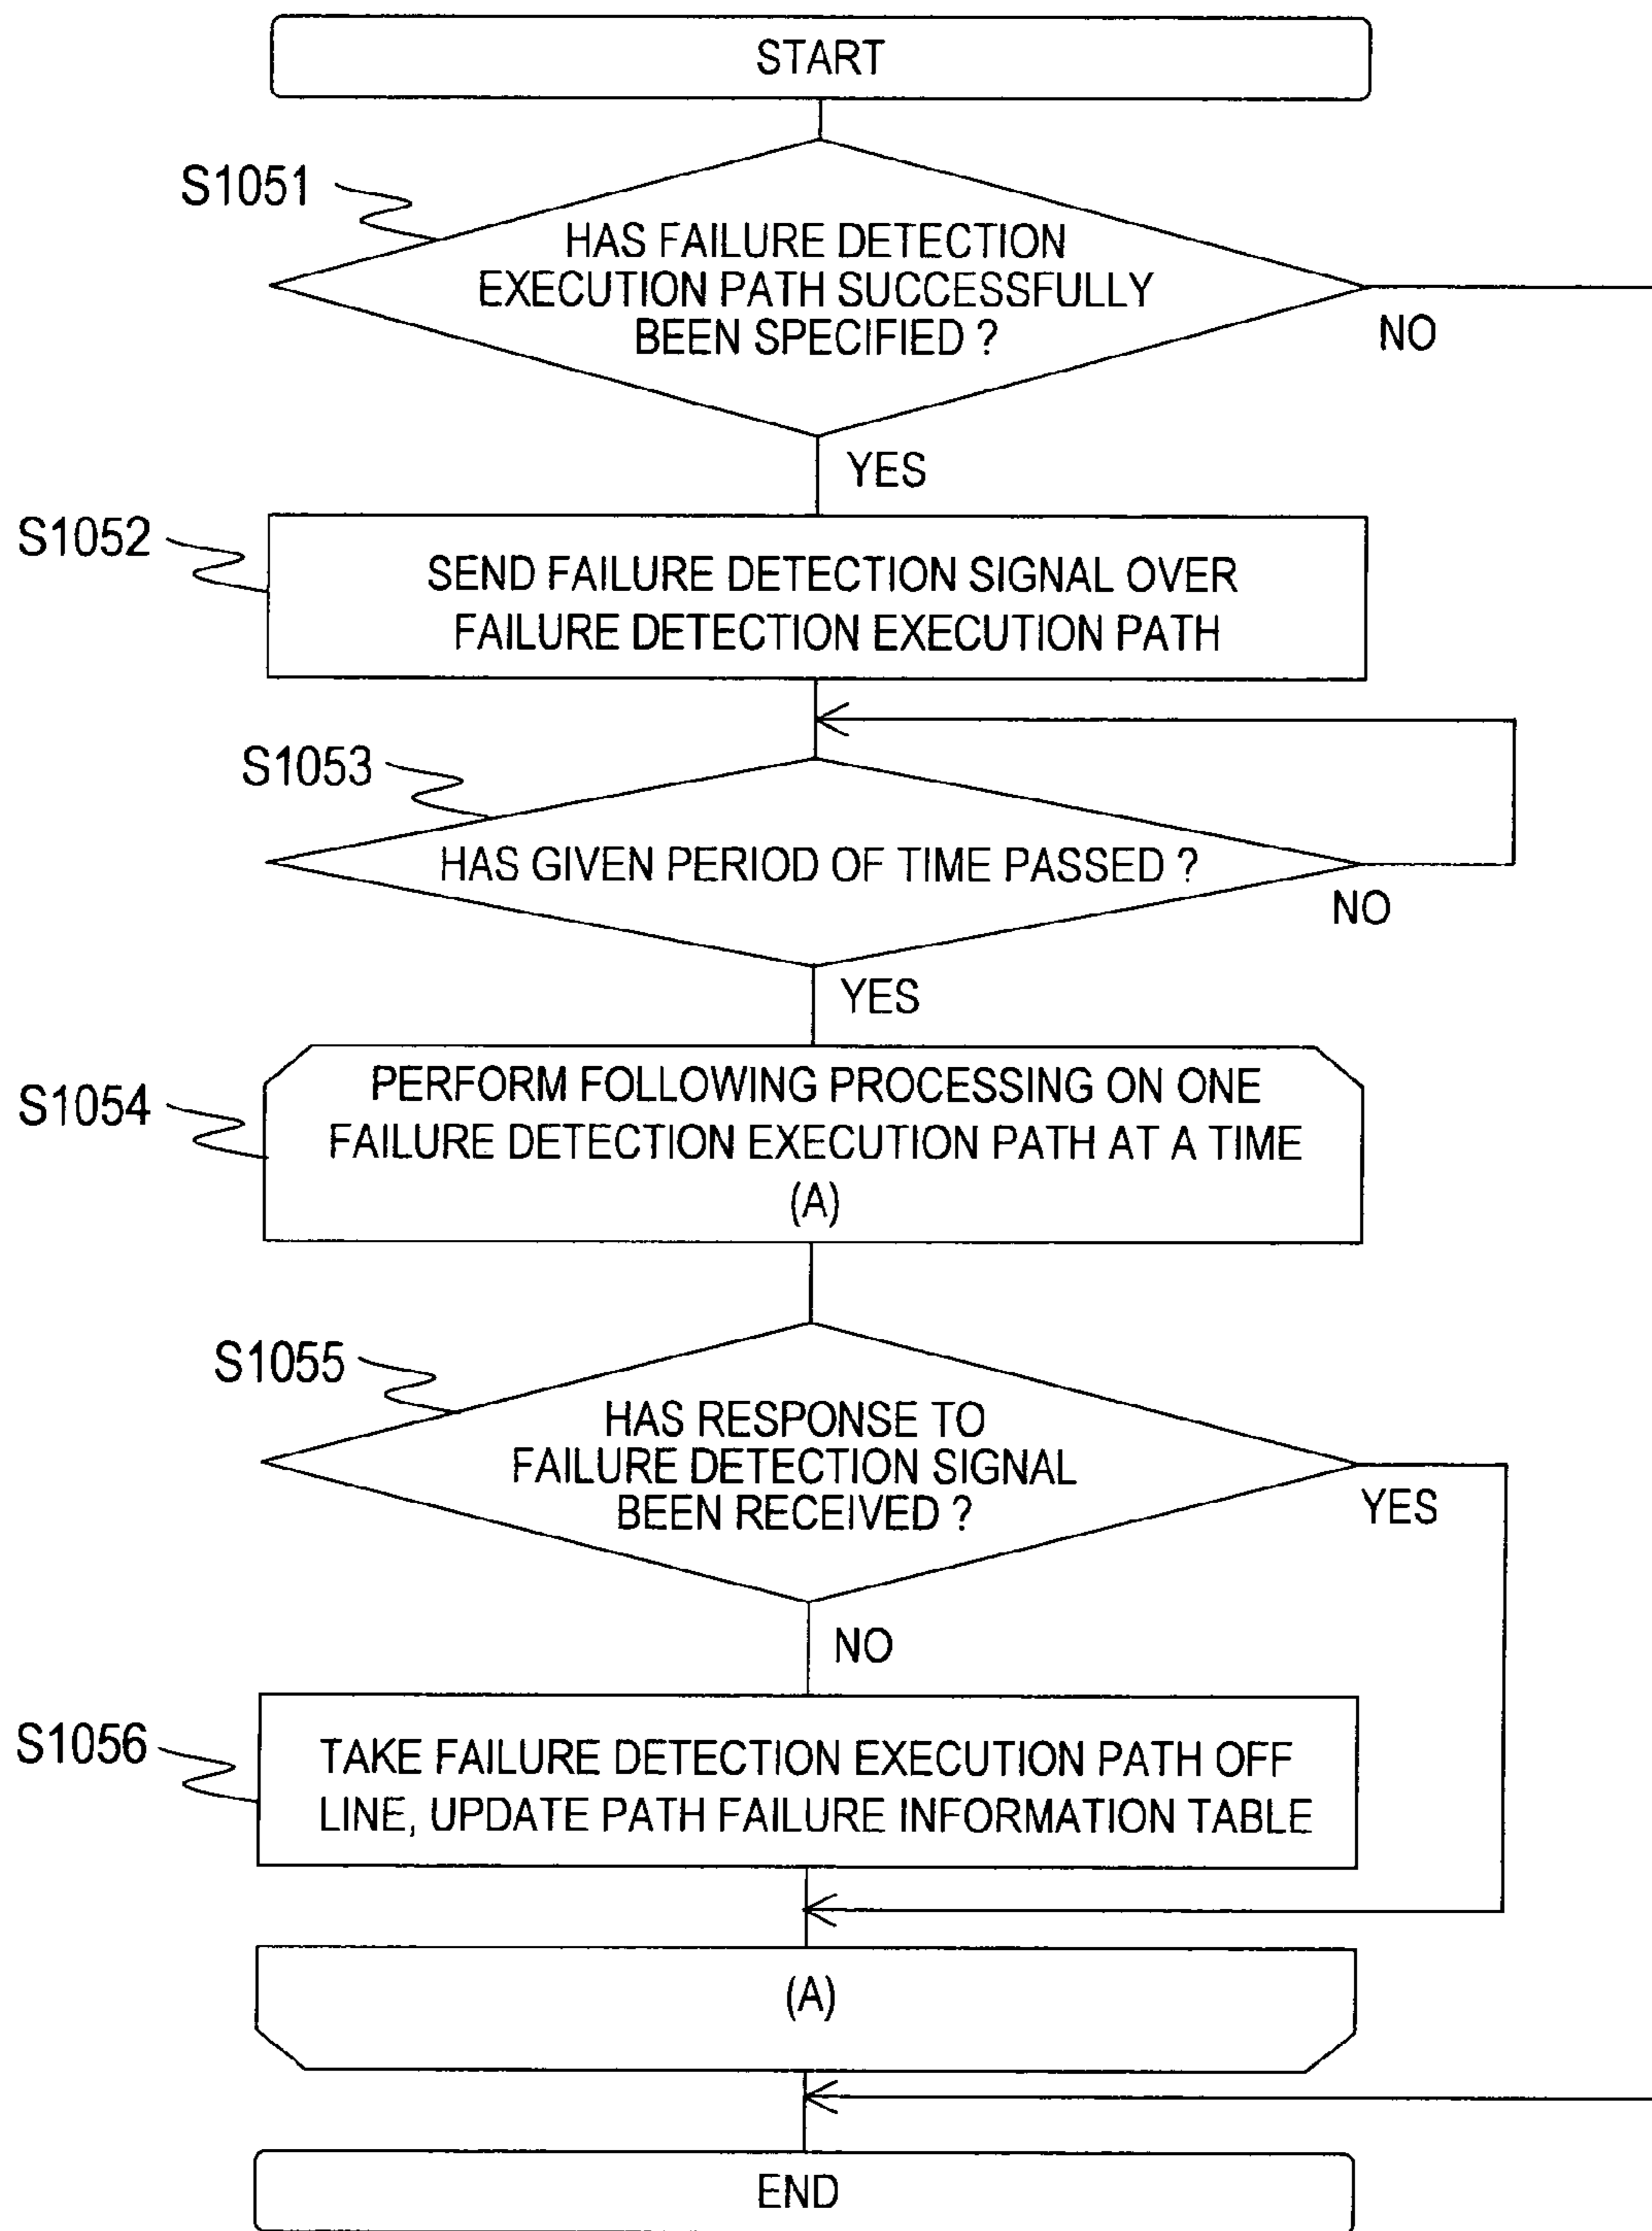 START
S1051
HAS FAILURE DETECTION
EXECUTION PATH SUCCESSFULLY
BEEN SPECIFIED ?
NO
YES
S1052
SEND FAILURE DETECTION SIGNAL OVER
FAILURE DETECTION EXECUTION PATH
S1053
HAS GIVEN PERIOD OF TIME PASSED ?
NO
YES
S1054
PERFORM FOLLOWING PROCESSING ON ONE
FAILURE DETECTION EXECUTION PATH AT A TIME
(A)
S1055
HAS RESPONSE TO
FAILURE DETECTION SIGNAL
BEEN RECEIVED ?
YES
NO
S1056
TAKE FAILURE DETECTION EXECUTION PATH OFF
LINE, UPDATE PATH FAILURE INFORMATION TABLE
(A)
END